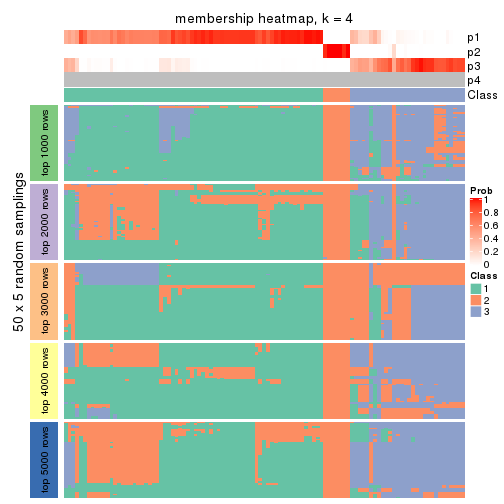 membership heatmap, k = 4
p1
p2
p3
p4
Class
50 x 5 random samplings
top 1000 rows
top 2000 rows
top 3000 rows
top 4000 rows
top 5000 rows
Prob
1
0.8
0.6
0.4
0.2
0
Class
1
2
3